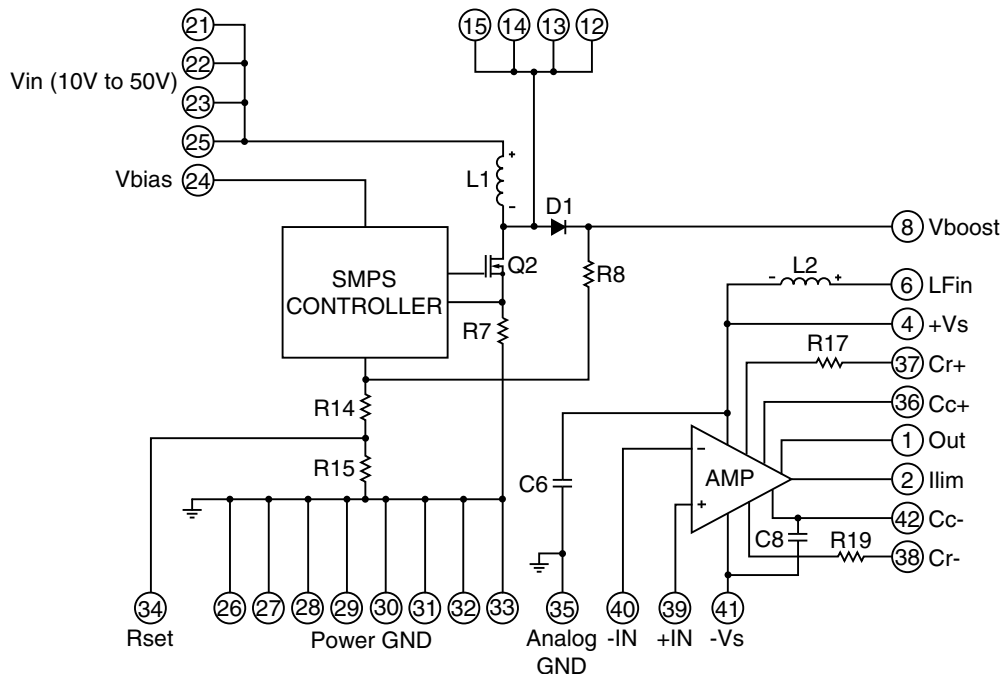 21
15
14
13
12
22
Vin (10V to 50V)
23
25
L1
+
-
Vbias
24
D1
8
Vboost
SMPS
CONTROLLER
Q2
R8
L2
-
+
6
LFin
R7
4
+Vs
R17
37
Cr+
R14
36
Cc+
1
Out
R15
-
AMP
+
2
Ilim
C6
42
Cc-
C8
R19
38
Cr-
34
26
27
28
29
30
31
32
33
35
40
39
41
Rset
Power GND
Analog
GND
-IN
+IN
-Vs